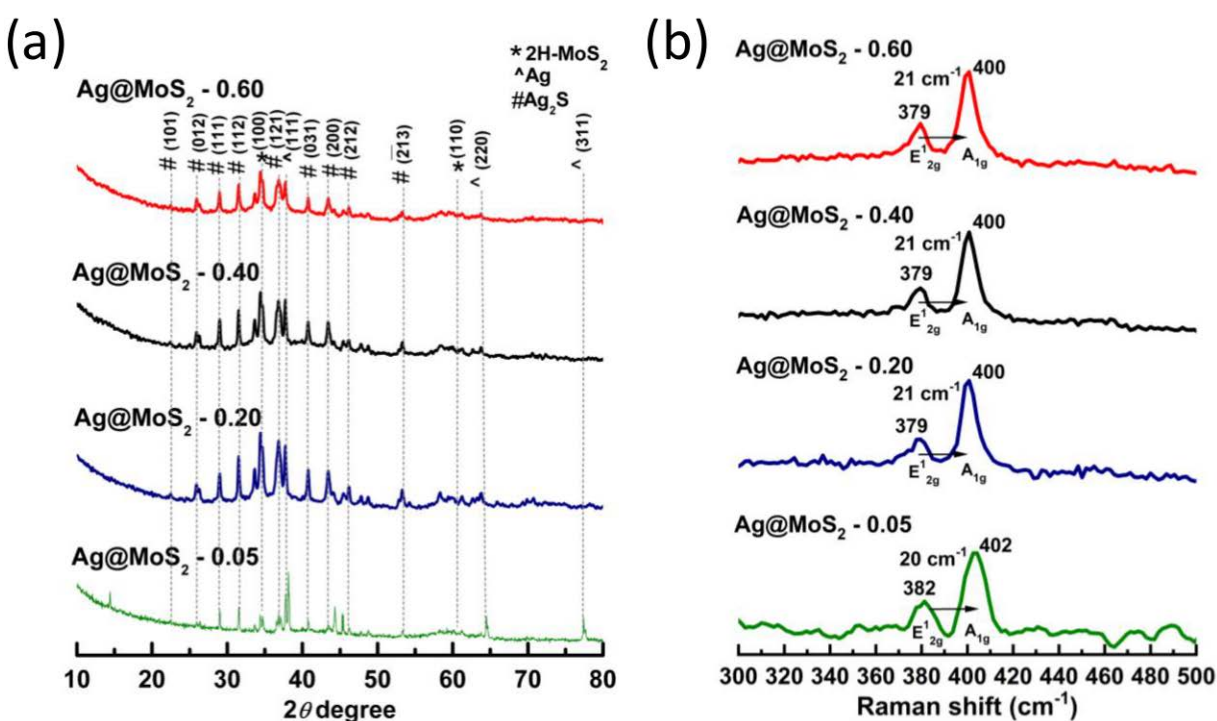 (a)
* 2H-MoS2
^Ag
#Ag2S
Ag@MoS2 - 0.60
# (101)
# (012)
# (111)
# (112)
* (100)
# (121)
^ (111)
# (031)
# (200)
# (212)
# (2̄13)
* (110)
^ (220)
^ (311)
Ag@MoS2 - 0.40
Ag@MoS2 - 0.20
Ag@MoS2 - 0.05
10 20 30 40 50 60 70 80
2θ degree
(b)
Ag@MoS2 - 0.60
21 cm-1 400
379
E12g A1g
Ag@MoS2 - 0.40
21 cm-1 400
379
E12g A1g
Ag@MoS2 - 0.20
21 cm-1 400
379
E12g A1g
Ag@MoS2 - 0.05
20 cm-1 402
382
E12g A1g
300 320 340 360 380 400 420 440 460 480 500
Raman shift (cm-1)